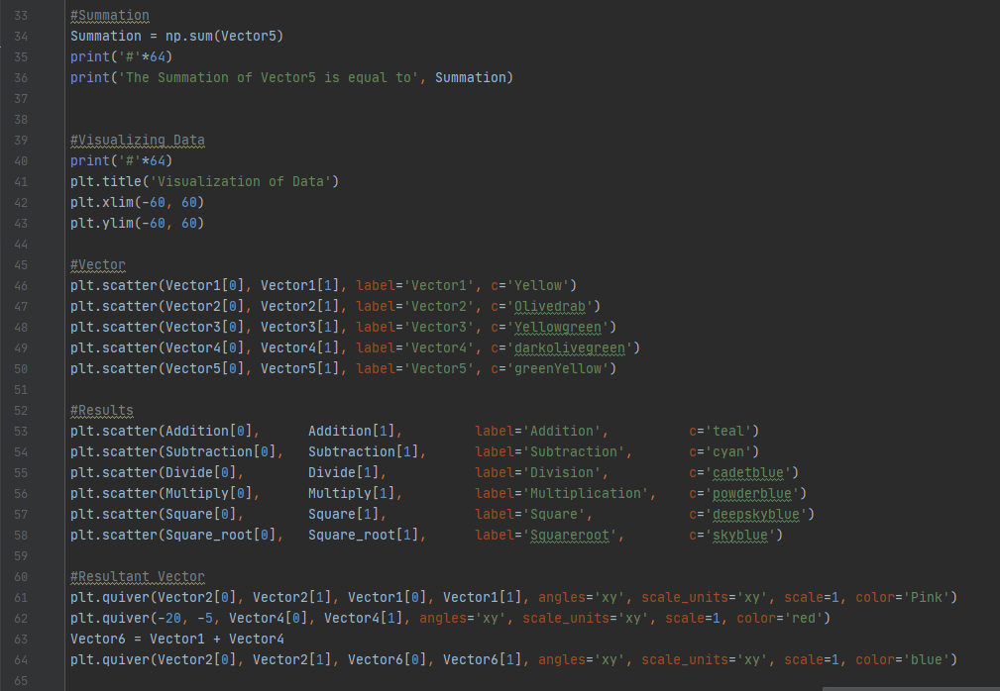 33 #Summation
34 Summation = np.sum(Vector5)
35 print('#'*64)
36 print('The Summation of Vector5 is equal to', Summation)
37
38
39 #Visualizing Data
40 print('#'*64)
41 plt.title('Visualization of Data')
42 plt.xlim(-60, 60)
43 plt.ylim(-60, 60)
44
45 #Vector
46 plt.scatter(Vector1[0], Vector1[1], label='Vector1', c='Yellow')
47 plt.scatter(Vector2[0], Vector2[1], label='Vector2', c='Olivedrab')
48 plt.scatter(Vector3[0], Vector3[1], label='Vector3', c='Yellowgreen')
49 plt.scatter(Vector4[0], Vector4[1], label='Vector4', c='darkolivegreen')
50 plt.scatter(Vector5[0], Vector5[1], label='Vector5', c='greenYellow')
51
52 #Results
53 plt.scatter(Addition[0],      Addition[1],         label='Addition',          c='teal')
54 plt.scatter(Subtraction[0],   Subtraction[1],      label='Subtraction',       c='cyan')
55 plt.scatter(Divide[0],        Divide[1],           label='Division',          c='cadetblue')
56 plt.scatter(Multiply[0],      Multiply[1],         label='Multiplication',    c='powderblue')
57 plt.scatter(Square[0],        Square[1],           label='Square',            c='deepskyblue')
58 plt.scatter(Square_root[0],   Square_root[1],      label='Squareroot',        c='skyblue')
59
60 #Resultant Vector
61 plt.quiver(Vector2[0], Vector2[1], Vector1[0], Vector1[1], angles='xy', scale_units='xy', scale=1, color='Pink')
62 plt.quiver(-20, -5, Vector4[0], Vector4[1], angles='xy', scale_units='xy', scale=1, color='red')
63 Vector6 = Vector1 + Vector4
64 plt.quiver(Vector2[0], Vector2[1], Vector6[0], Vector6[1], angles='xy', scale_units='xy', scale=1, color='blue')
65